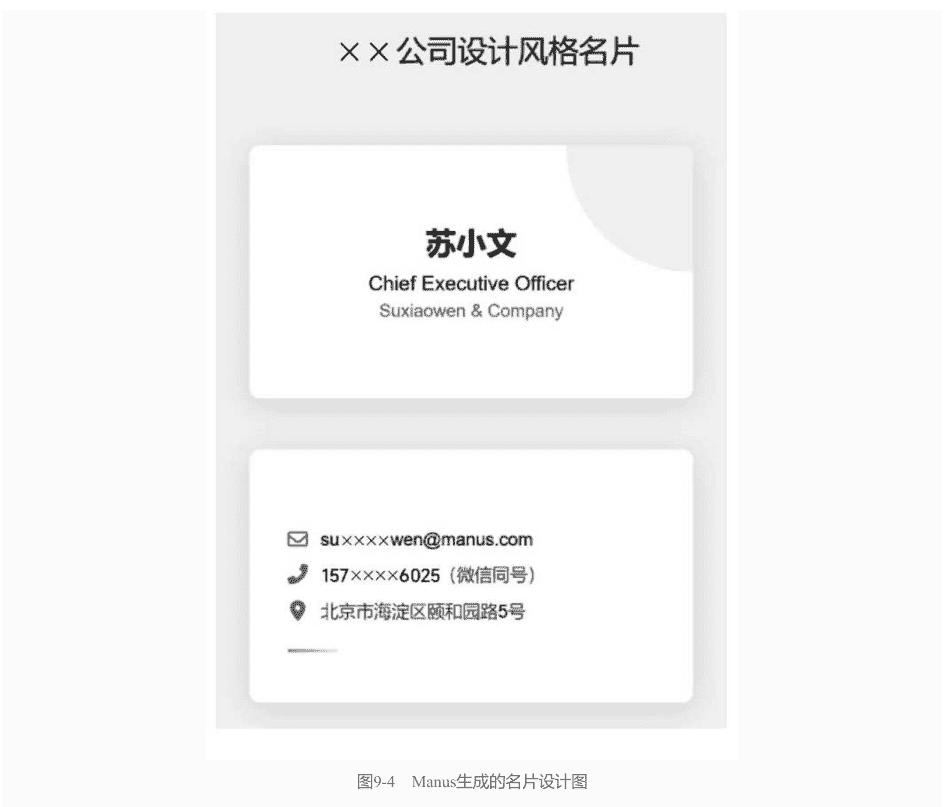 ××公司设计风格名片
苏小文
Chief Executive Officer
Suxiaowen & Company
su××××wen@manus.com
157××××6025（微信同号）
北京市海淀区颐和园路5号
图9-4 Manus生成的名片设计图